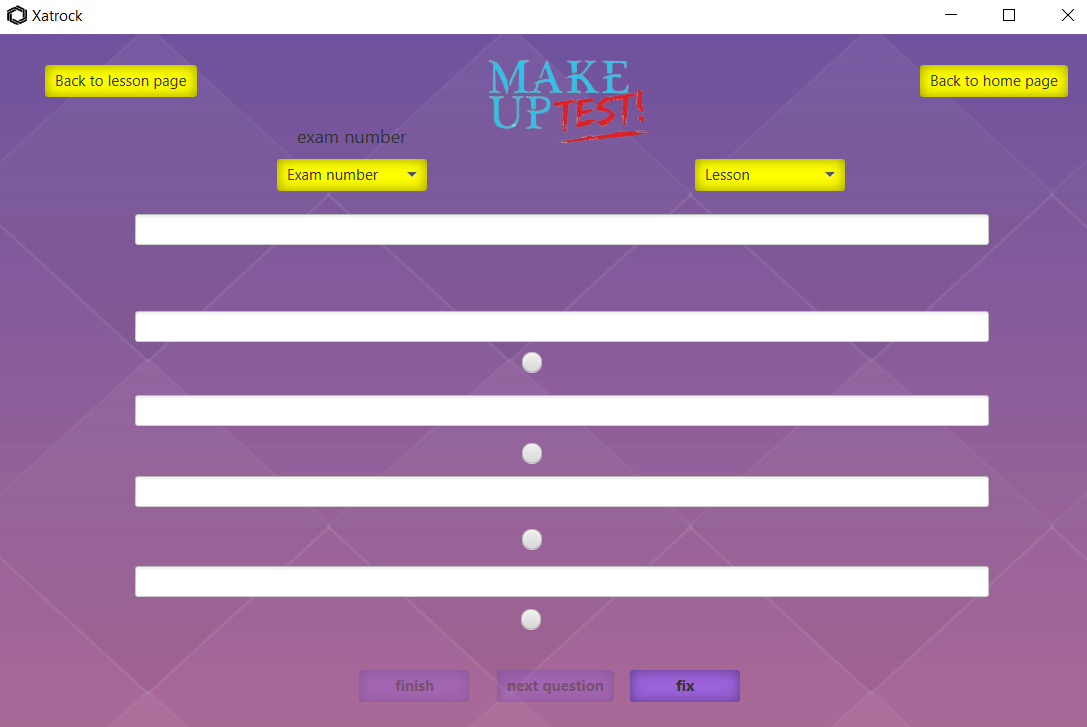 Xatrock
Back to lesson page
MAKE
UP TEST!
Back to home page
exam number
Exam number
Lesson
finish
next question
fix